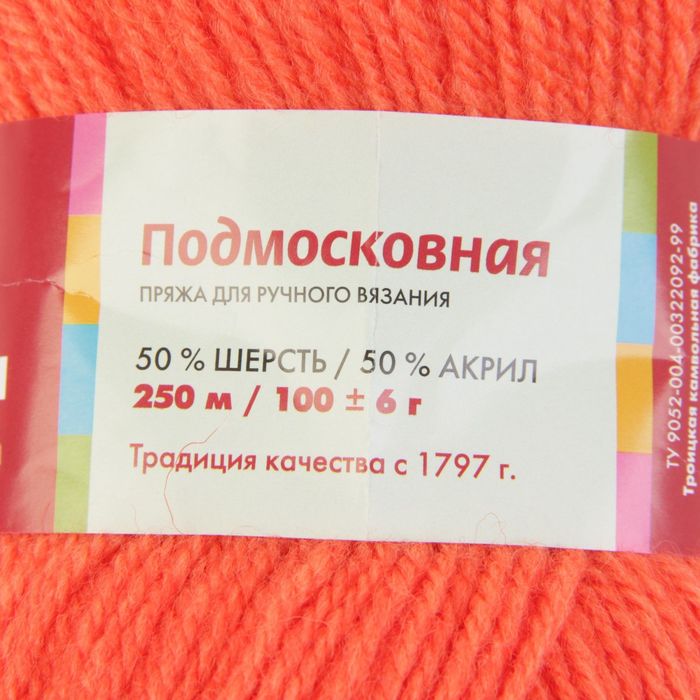 Подмосковная
ПРЯЖА ДЛЯ РУЧНОГО ВЯЗАНИЯ
50 % ШЕРСТЬ / 50 % АКРИЛ
250 м / 100 ± 6 г
Традиция качества с 1797 г.
ТУ 9052-004-00322092-99
Троицкая камвольная фабрика